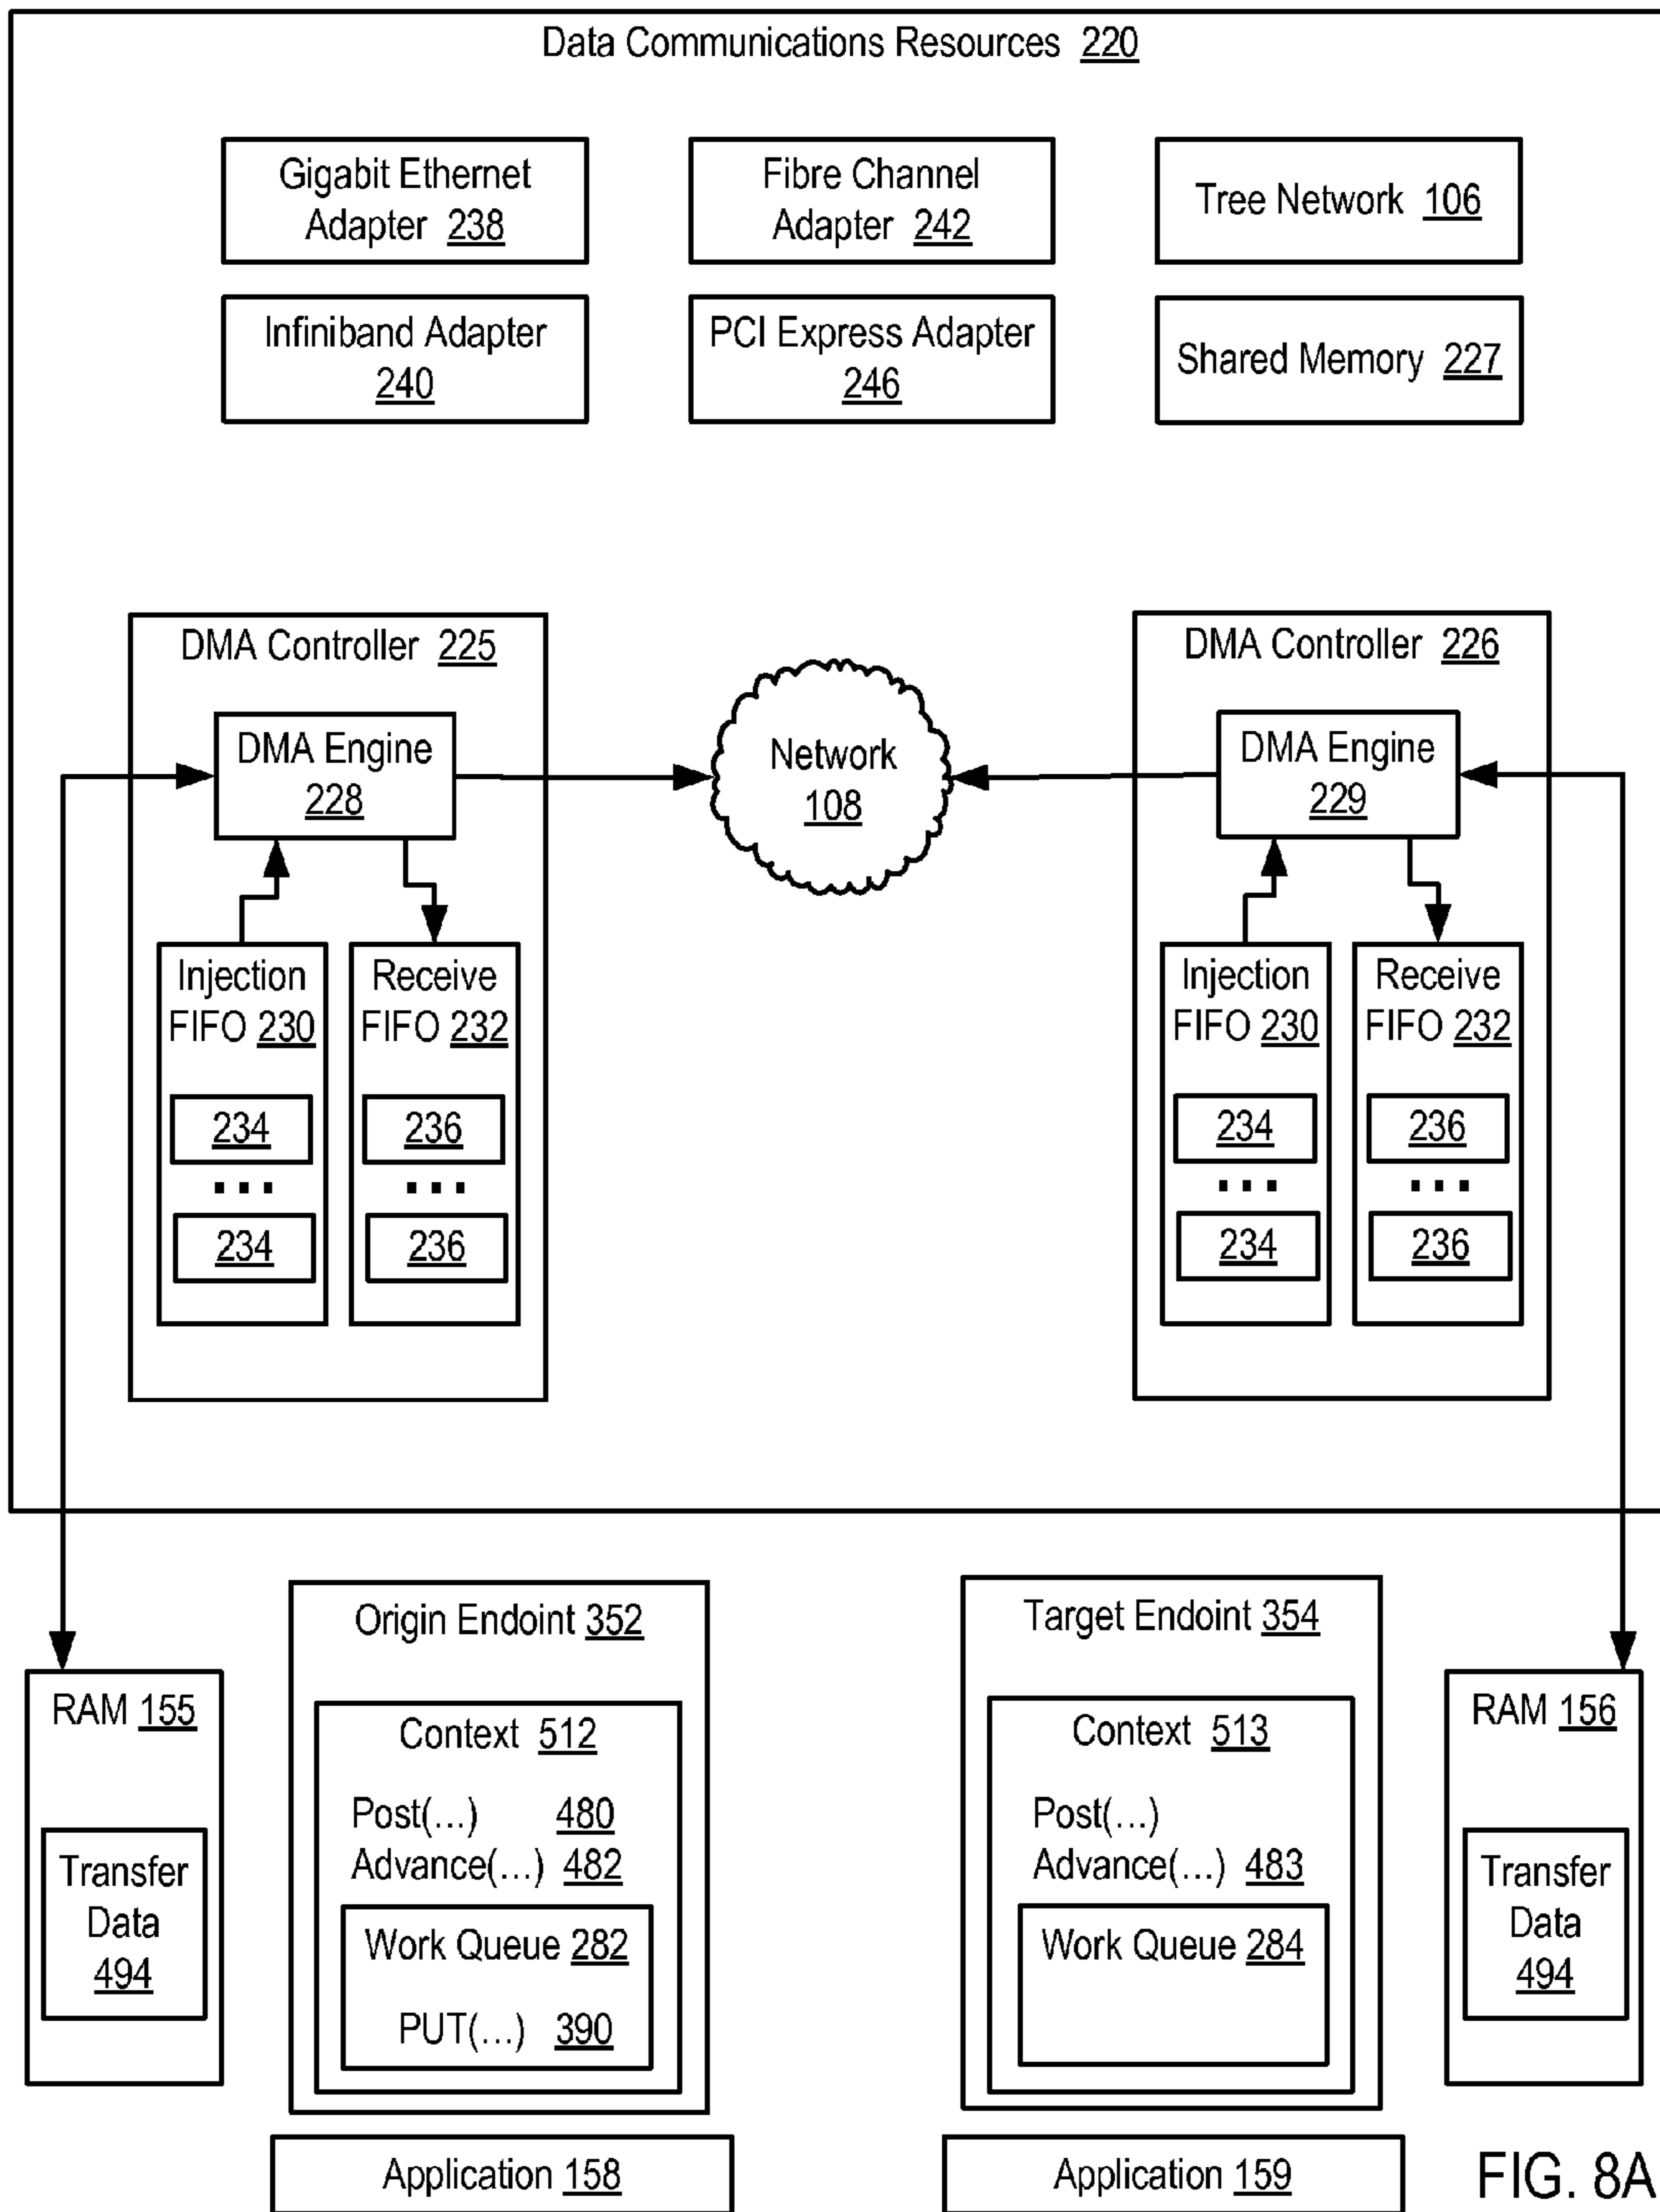 Data Communications Resources 220
Gigabit Ethernet
Adapter 238
Fibre Channel
Adapter 242
Tree Network 106
Infiniband Adapter
240
PCI Express Adapter
246
Shared Memory 227
DMA Controller 225
DMA Engine
228
Injection
FIFO 230
234
...
234
Receive
FIFO 232
236
...
236
Network
108
DMA Controller 226
DMA Engine
229
Injection
FIFO 230
234
...
234
Receive
FIFO 232
236
...
236
RAM 155
Transfer
Data
494
Origin Endoint 352
Context 512
Post(...) 480
Advance(...) 482
Work Queue 282
PUT(...) 390
Application 158
Target Endoint 354
Context 513
Post(...)
Advance(...) 483
Work Queue 284
Application 159
RAM 156
Transfer
Data
494
FIG. 8A